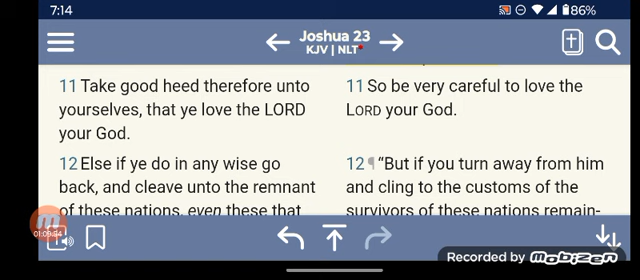 7:14
86%
Joshua 23
KJV | NLT
11 Take good heed therefore unto
yourselves, that ye love the LORD
your God.
12 Else if ye do in any wise go
back, and cleave unto the remnant
of these nations, even these that
11 So be very careful to love the
LORD your God.
12 ¶ “But if you turn away from him
and cling to the customs of the
survivors of these nations remain-
M
01:09:24
Recorded by Mobizen